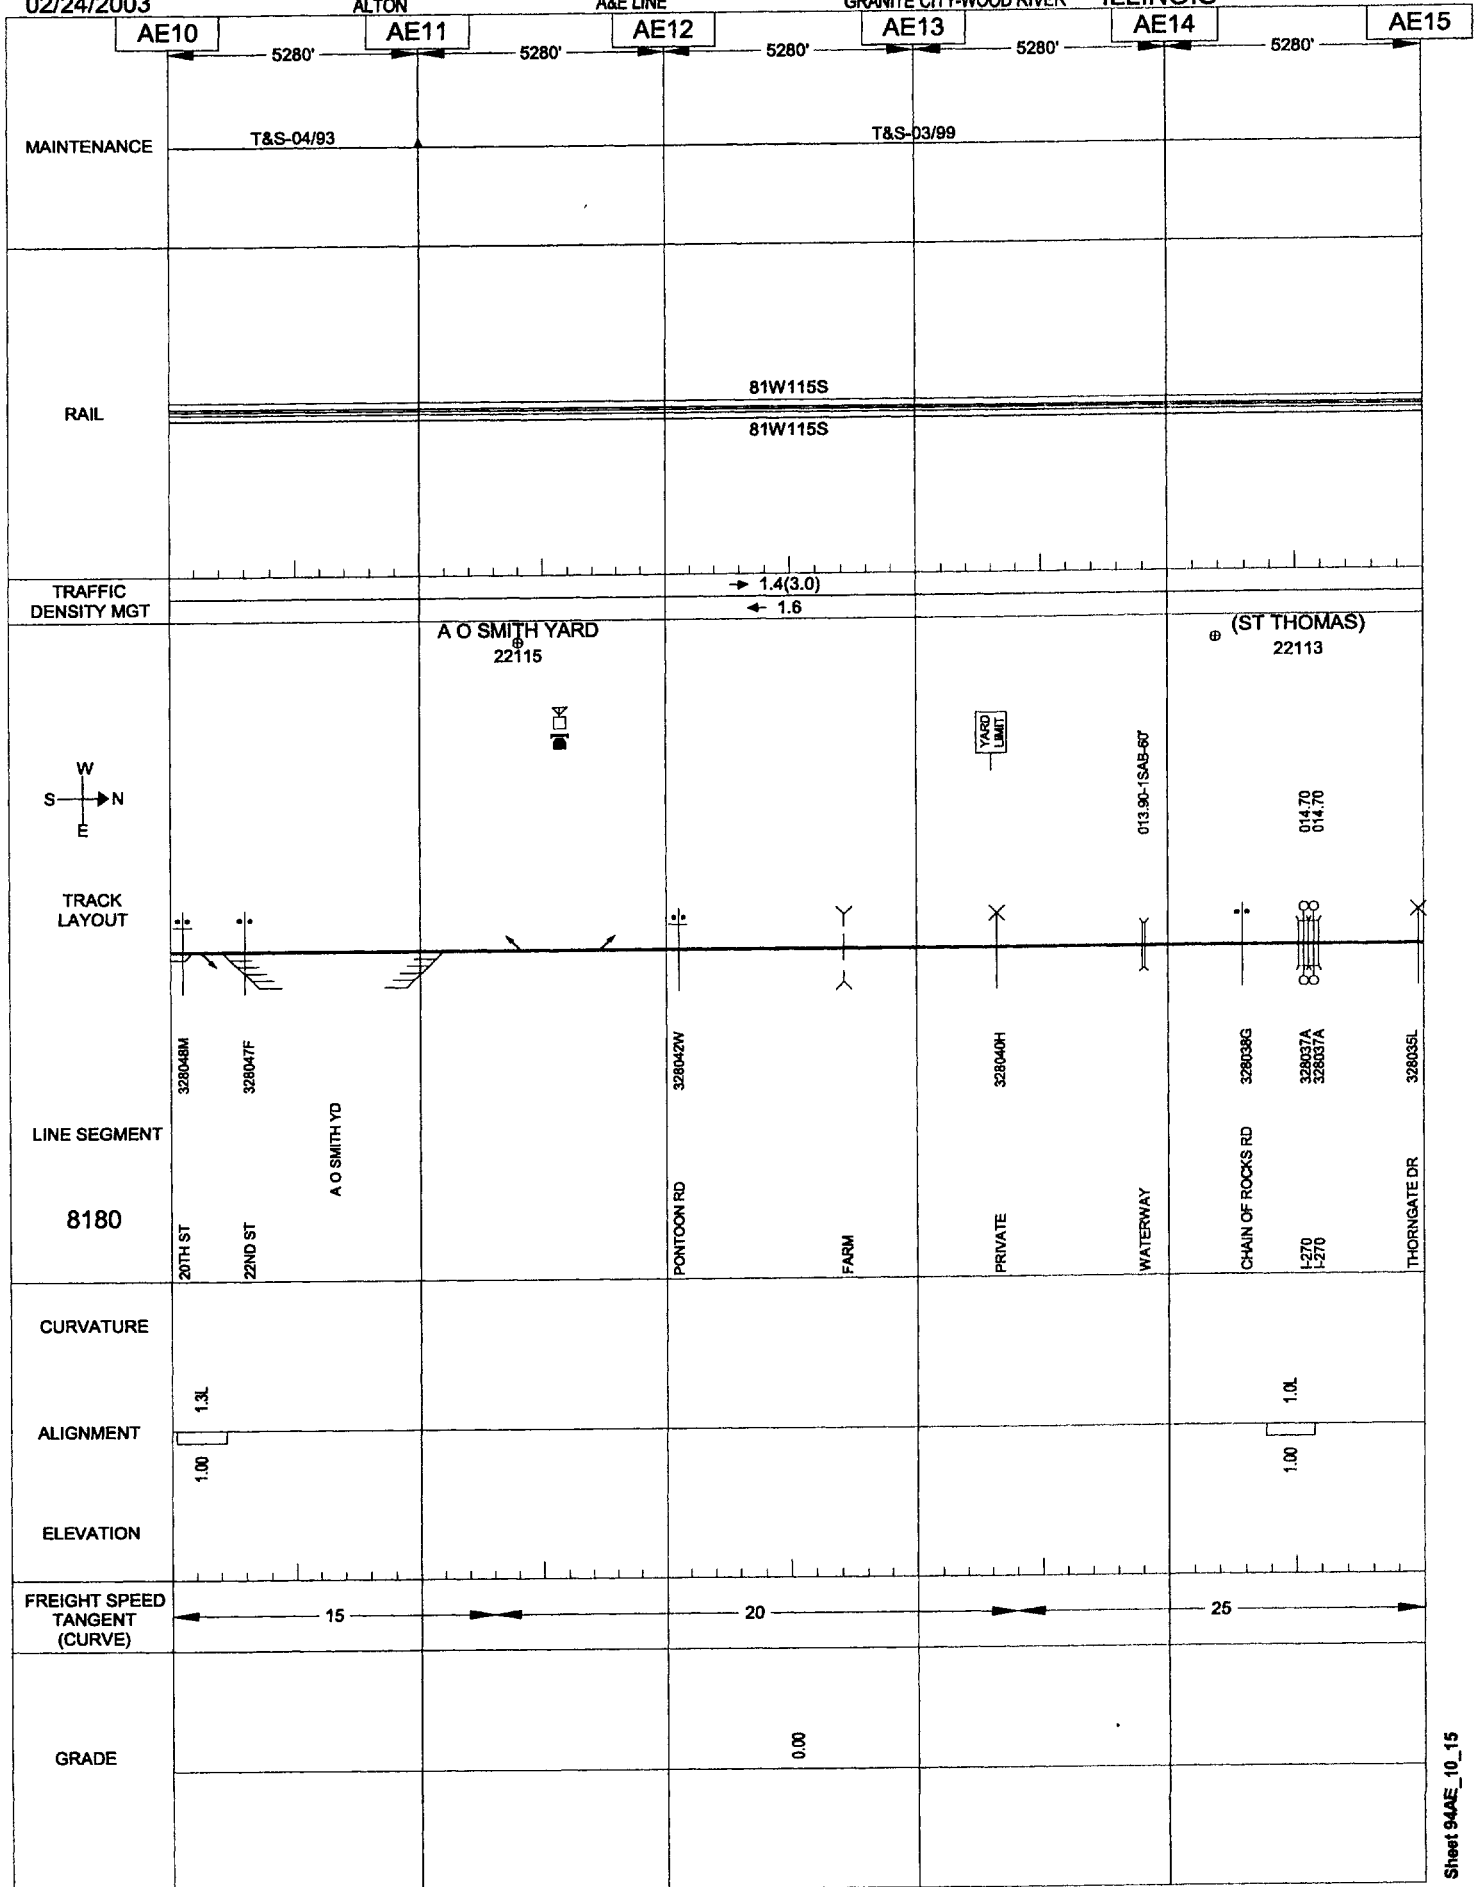 02/24/2003 ALTON A&E LINE GRANITE CITY-WOOD RIVER ILLINOIS
AE10 AE11 AE12 AE13 AE14 AE15
5280' 5280' 5280' 5280' 5280'
MAINTENANCE T&S-04/93 T&S-03/99
81W115S
RAIL
81W115S
TRAFFIC
DENSITY MGT
1.4(3.0)
1.6
A O SMITH YARD (ST THOMAS)
22115 22113
YARD
LIMIT
W
S N
E
013.90-1SAB-60'
014.70
014.70
TRACK
LAYOUT
328048M
328047F
328042W
328040H
328038G
328037A
328037A
328035L
LINE SEGMENT
8180
20TH ST
22ND ST
A O SMITH YD
PONTOON RD
FARM
PRIVATE
WATERWAY
CHAIN OF ROCKS RD
I-270
I-270
THORNGATE DR
CURVATURE
1.3L 1.0L
ALIGNMENT
1.00 1.00
ELEVATION
FREIGHT SPEED
TANGENT
(CURVE)
15 20 25
GRADE
0.00
Sheet 94AE_10_15